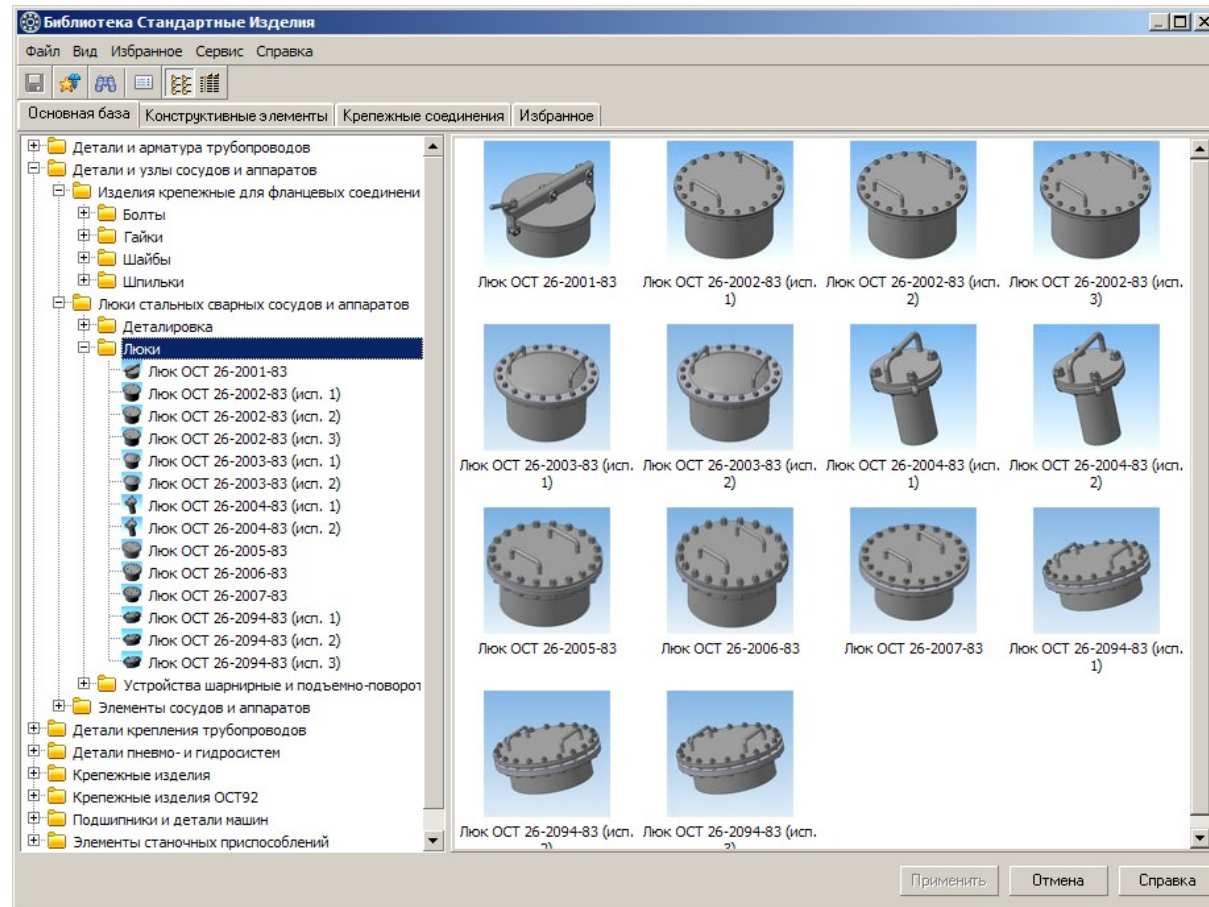 Библиотека Стандартные Изделия
Файл Вид Избранное Сервис Справка
Основная база Конструктивные элементы Крепежные соединения Избранное
Детали и арматура трубопроводов
Детали и узлы сосудов и аппаратов
Изделия крепежные для фланцевых соединени
Болты
Гайки
Шайбы
Шпильки
Люки стальных сварных сосудов и аппаратов
Деталировка
Люки
Люк ОСТ 26-2001-83
Люк ОСТ 26-2002-83 (исп. 1)
Люк ОСТ 26-2002-83 (исп. 2)
Люк ОСТ 26-2002-83 (исп. 3)
Люк ОСТ 26-2003-83 (исп. 1)
Люк ОСТ 26-2003-83 (исп. 2)
Люк ОСТ 26-2004-83 (исп. 1)
Люк ОСТ 26-2004-83 (исп. 2)
Люк ОСТ 26-2005-83
Люк ОСТ 26-2006-83
Люк ОСТ 26-2007-83
Люк ОСТ 26-2094-83 (исп. 1)
Люк ОСТ 26-2094-83 (исп. 2)
Люк ОСТ 26-2094-83 (исп. 3)
Устройства шарнирные и подъемно-поворот
Элементы сосудов и аппаратов
Детали крепления трубопроводов
Детали пневмо- и гидросистем
Крепежные изделия
Крепежные изделия ОСТ92
Подшипники и детали машин
Элементы станочных приспособлений
Люк ОСТ 26-2001-83
Люк ОСТ 26-2002-83 (исп.
1)
Люк ОСТ 26-2002-83 (исп.
2)
Люк ОСТ 26-2002-83 (исп.
3)
Люк ОСТ 26-2003-83 (исп.
1)
Люк ОСТ 26-2003-83 (исп.
2)
Люк ОСТ 26-2004-83 (исп.
1)
Люк ОСТ 26-2004-83 (исп.
2)
Люк ОСТ 26-2005-83
Люк ОСТ 26-2006-83
Люк ОСТ 26-2007-83
Люк ОСТ 26-2094-83 (исп.
1)
Люк ОСТ 26-2094-83 (исп.
2)
Люк ОСТ 26-2094-83 (исп.
3)
Применить Отмена Справка